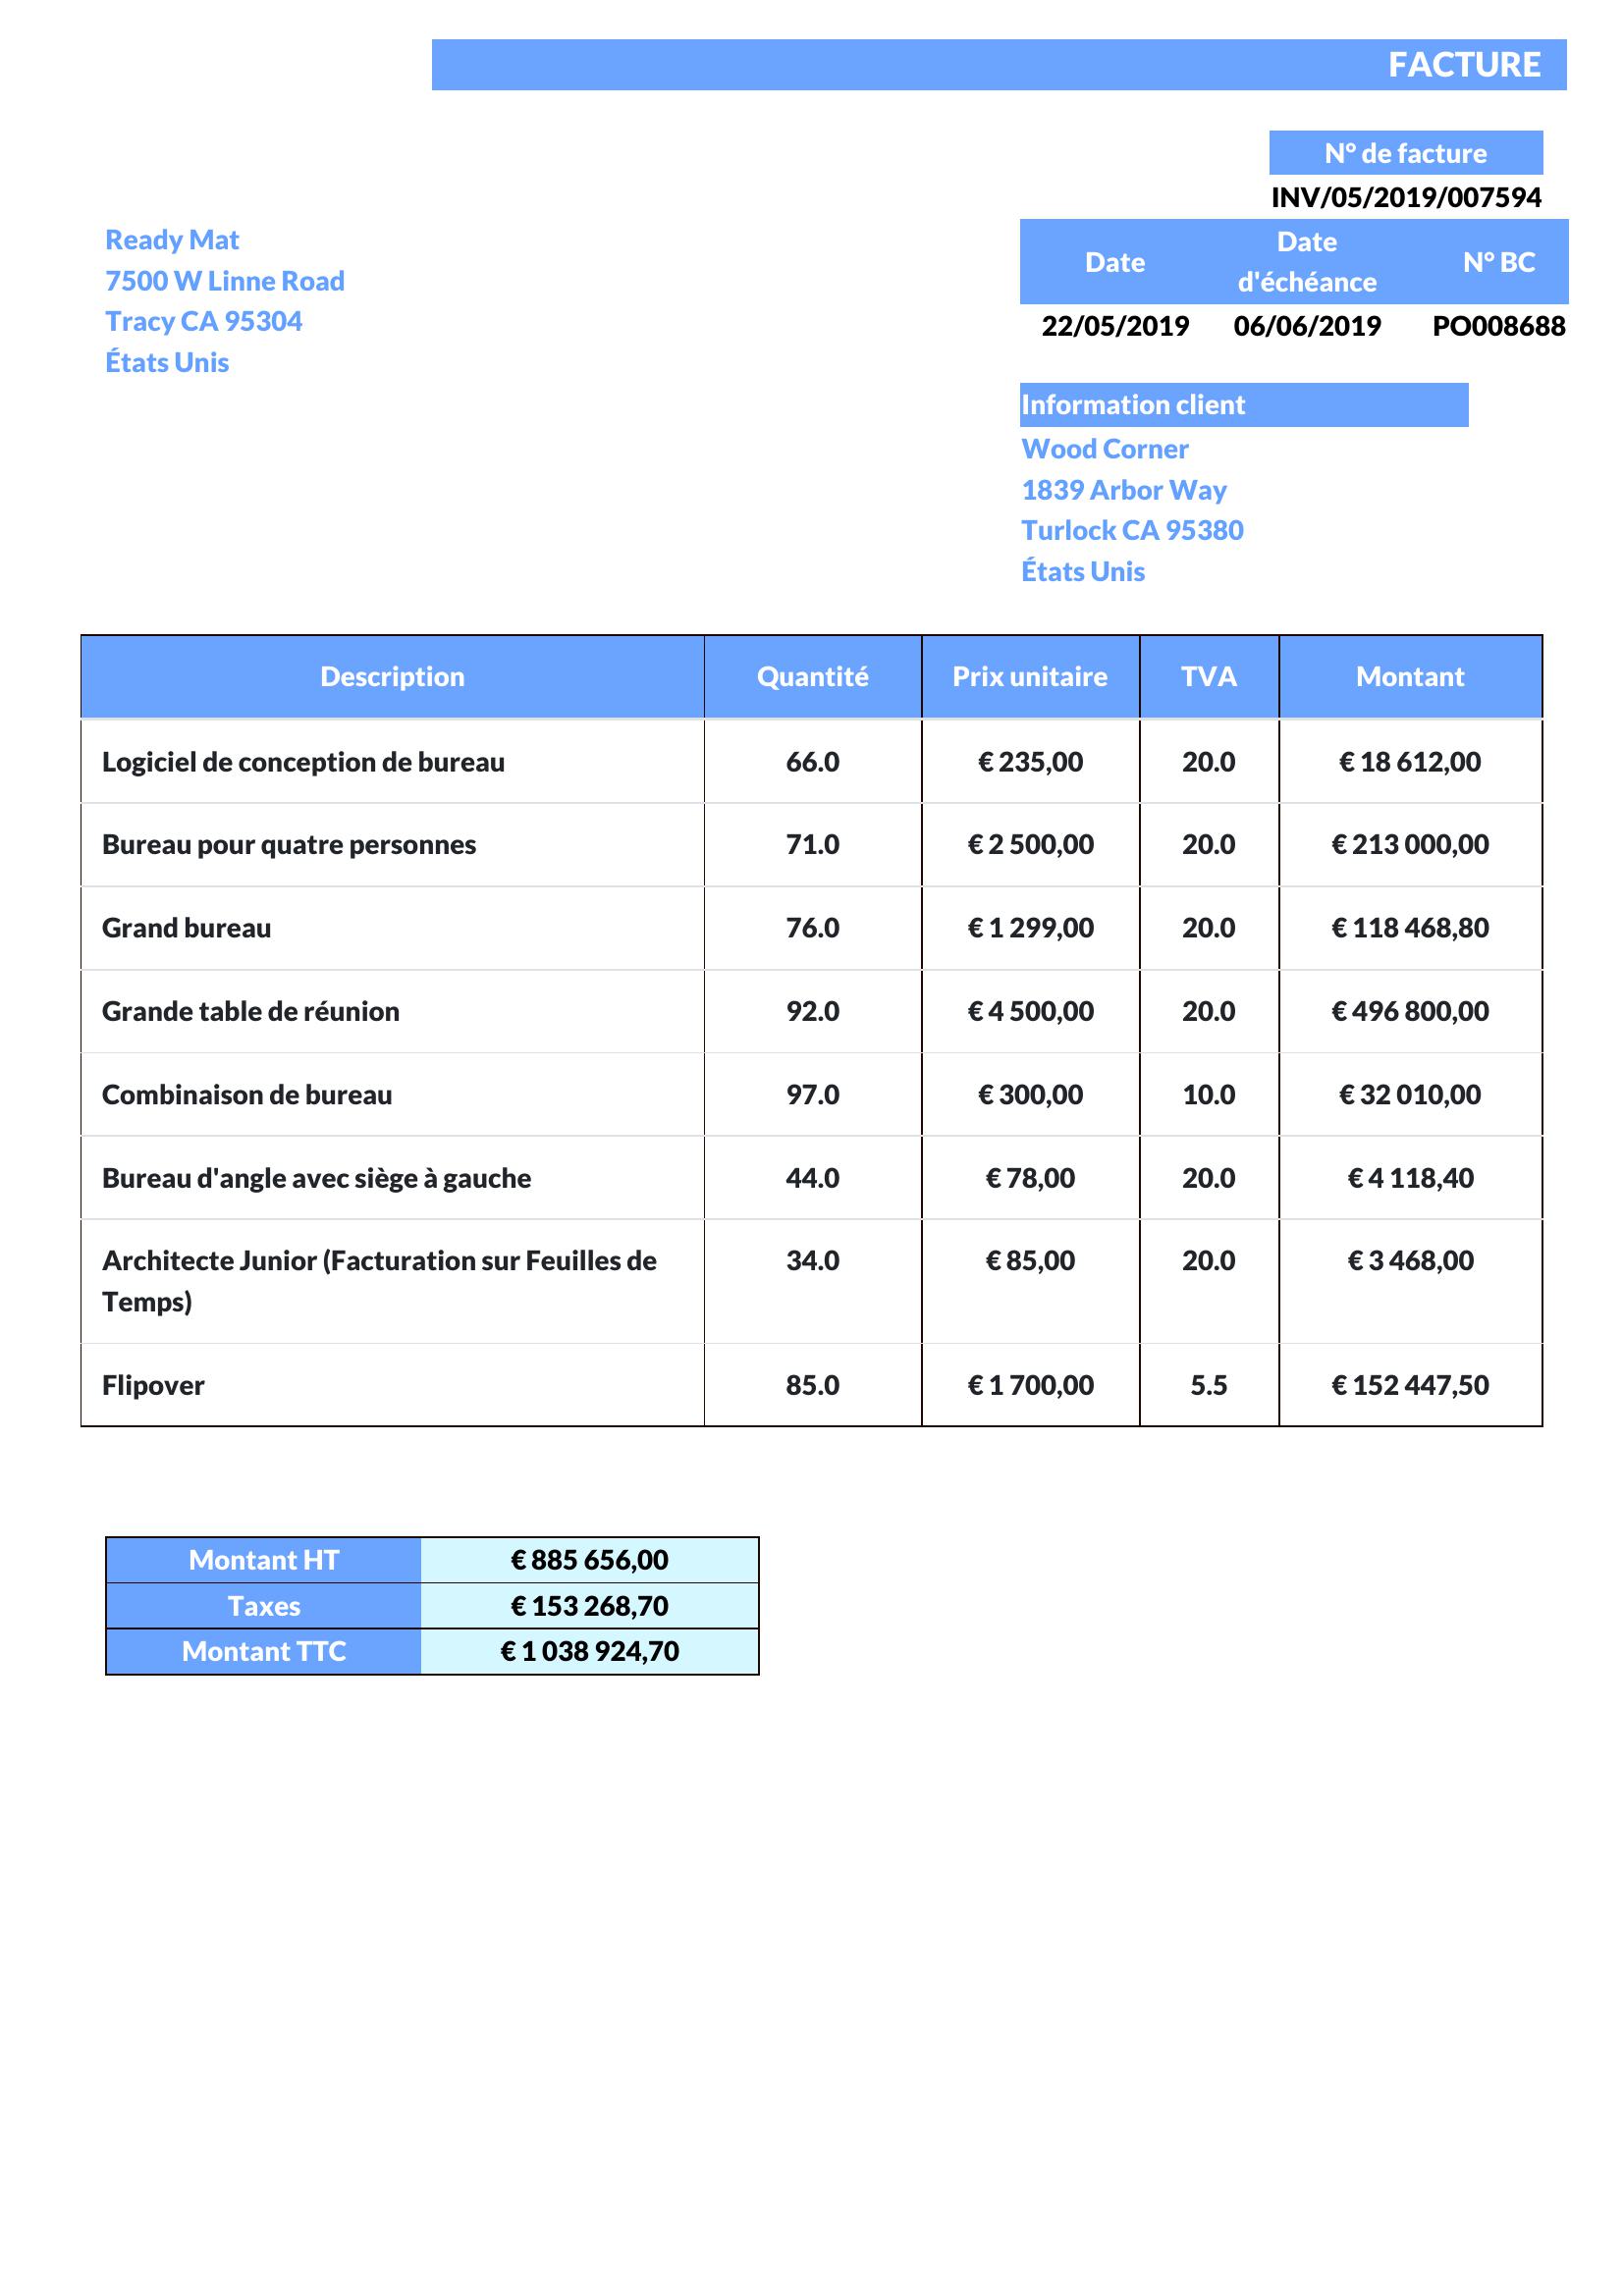 FACTURE
N° de facture
INV/05/2019/007594
Ready Mat
7500 W Linne Road
Tracy CA 95304
États Unis
Date Date d'échéance N° BC
22/05/2019 06/06/2019 PO008688
Information client
Wood Corner
1839 Arbor Way
Turlock CA 95380
États Unis
Description Quantité Prix unitaire TVA Montant
Logiciel de conception de bureau 66.0 € 235,00 20.0 € 18 612,00
Bureau pour quatre personnes 71.0 € 2 500,00 20.0 € 213 000,00
Grand bureau 76.0 € 1 299,00 20.0 € 118 468,80
Grande table de réunion 92.0 € 4 500,00 20.0 € 496 800,00
Combinaison de bureau 97.0 € 300,00 10.0 € 32 010,00
Bureau d'angle avec siège à gauche 44.0 € 78,00 20.0 € 4 118,40
Architecte Junior (Facturation sur Feuilles de 34.0 € 85,00 20.0 € 3 468,00
Temps)
Flipover 85.0 € 1 700,00 5.5 € 152 447,50
Montant HT € 885 656,00
Taxes € 153 268,70
Montant TTC € 1 038 924,70